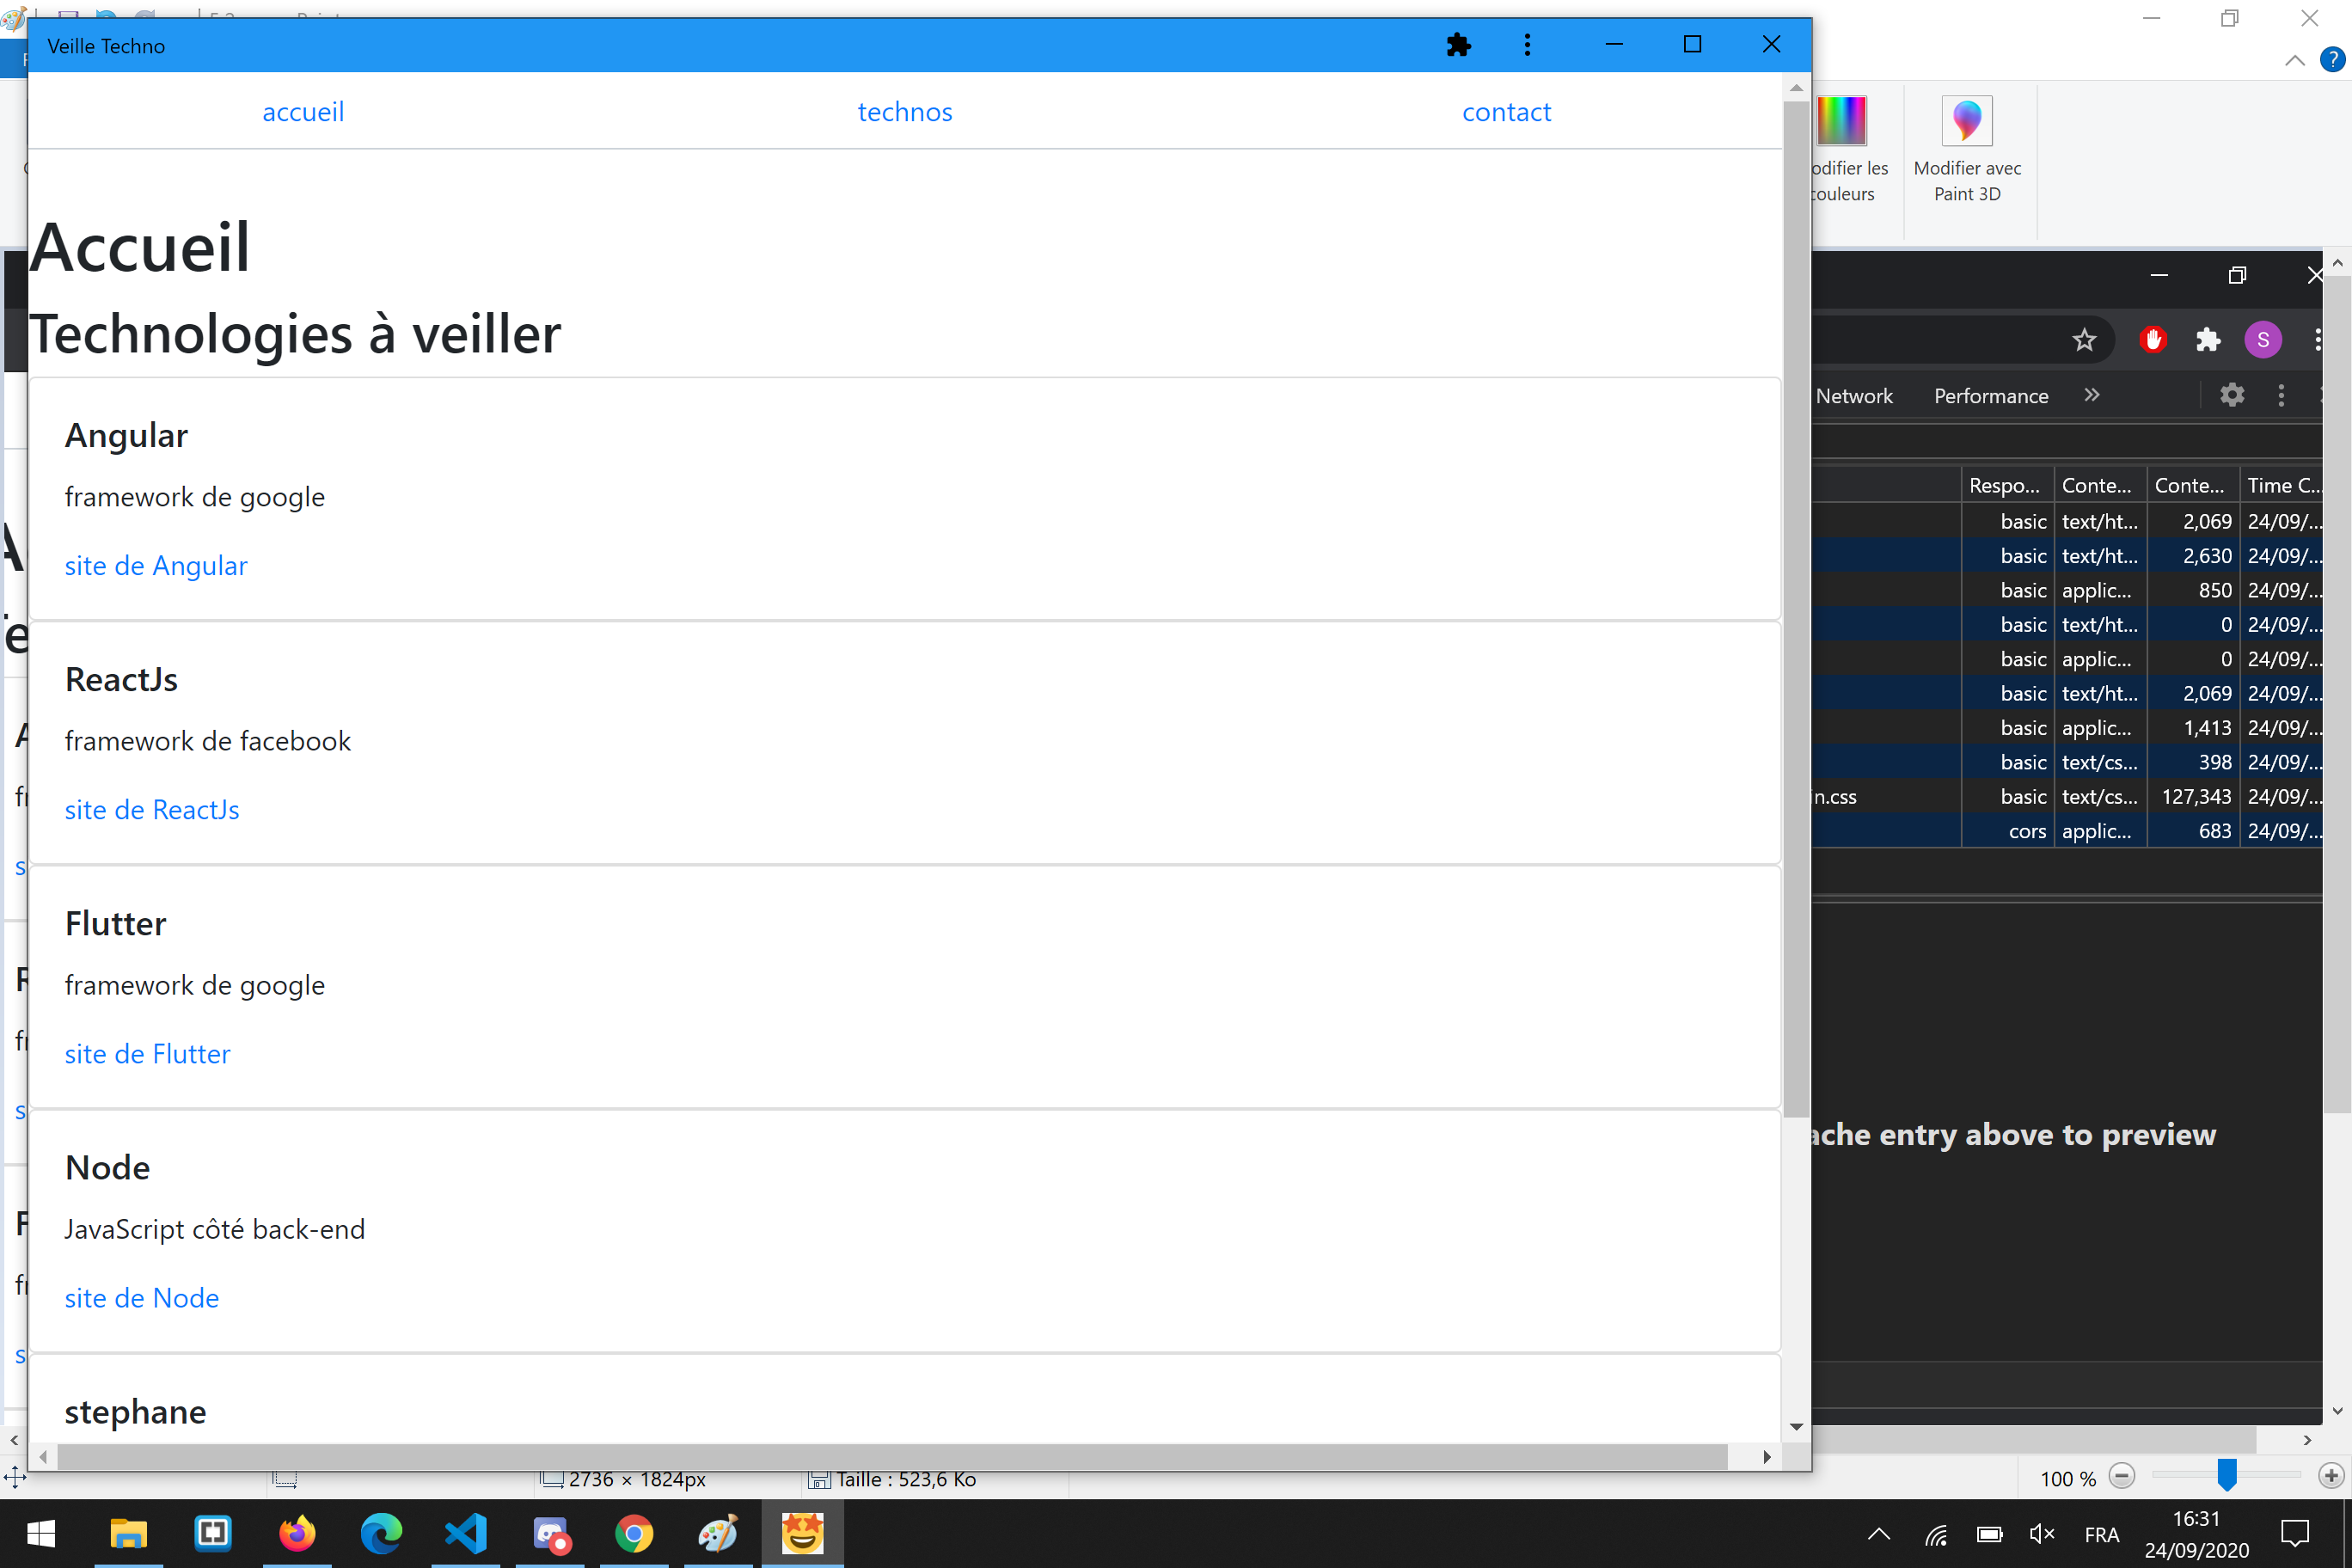 Veille Techno
accueil technos contact
Modifier avec
Paint 3D
Accueil
Technologies à veiller
Angular
framework de google
site de Angular
ReactJs
framework de facebook
site de ReactJs
Flutter
framework de google
site de Flutter
Node
JavaScript côté back-end
site de Node
stephane
odifier les
ouleurs
S
Network Performance
Respo... Conte... Conte... Time C...
basic text/ht... 2,069 24/09/...
basic text/ht... 2,630 24/09/...
basic applic... 850 24/09/...
basic text/ht... 0 24/09/...
basic applic... 0 24/09/...
basic text/ht... 2,069 24/09/...
basic applic... 1,413 24/09/...
basic text/cs... 398 24/09/...
in.css basic text/cs... 127,343 24/09/...
cors applic... 683 24/09/...
ache entry above to preview
2736 × 1824px Taille : 523,6 Ko 100 %
FRA 16:31
24/09/2020